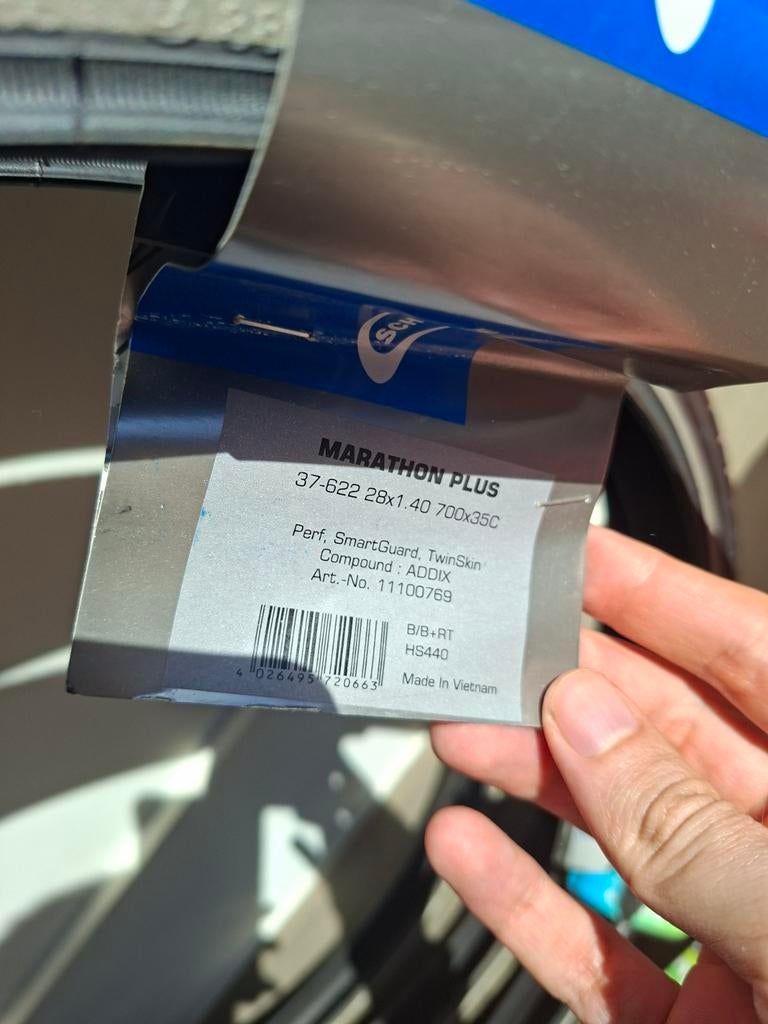 SCH
MARATHON PLUS
37-622 28x1.40 700x35C
Perf, SmartGuard, TwinSkin
Compound : ADDIX
Art.-No. 11100769
B/B+RT
HS440
4 026495 720663
Made In Vietnam